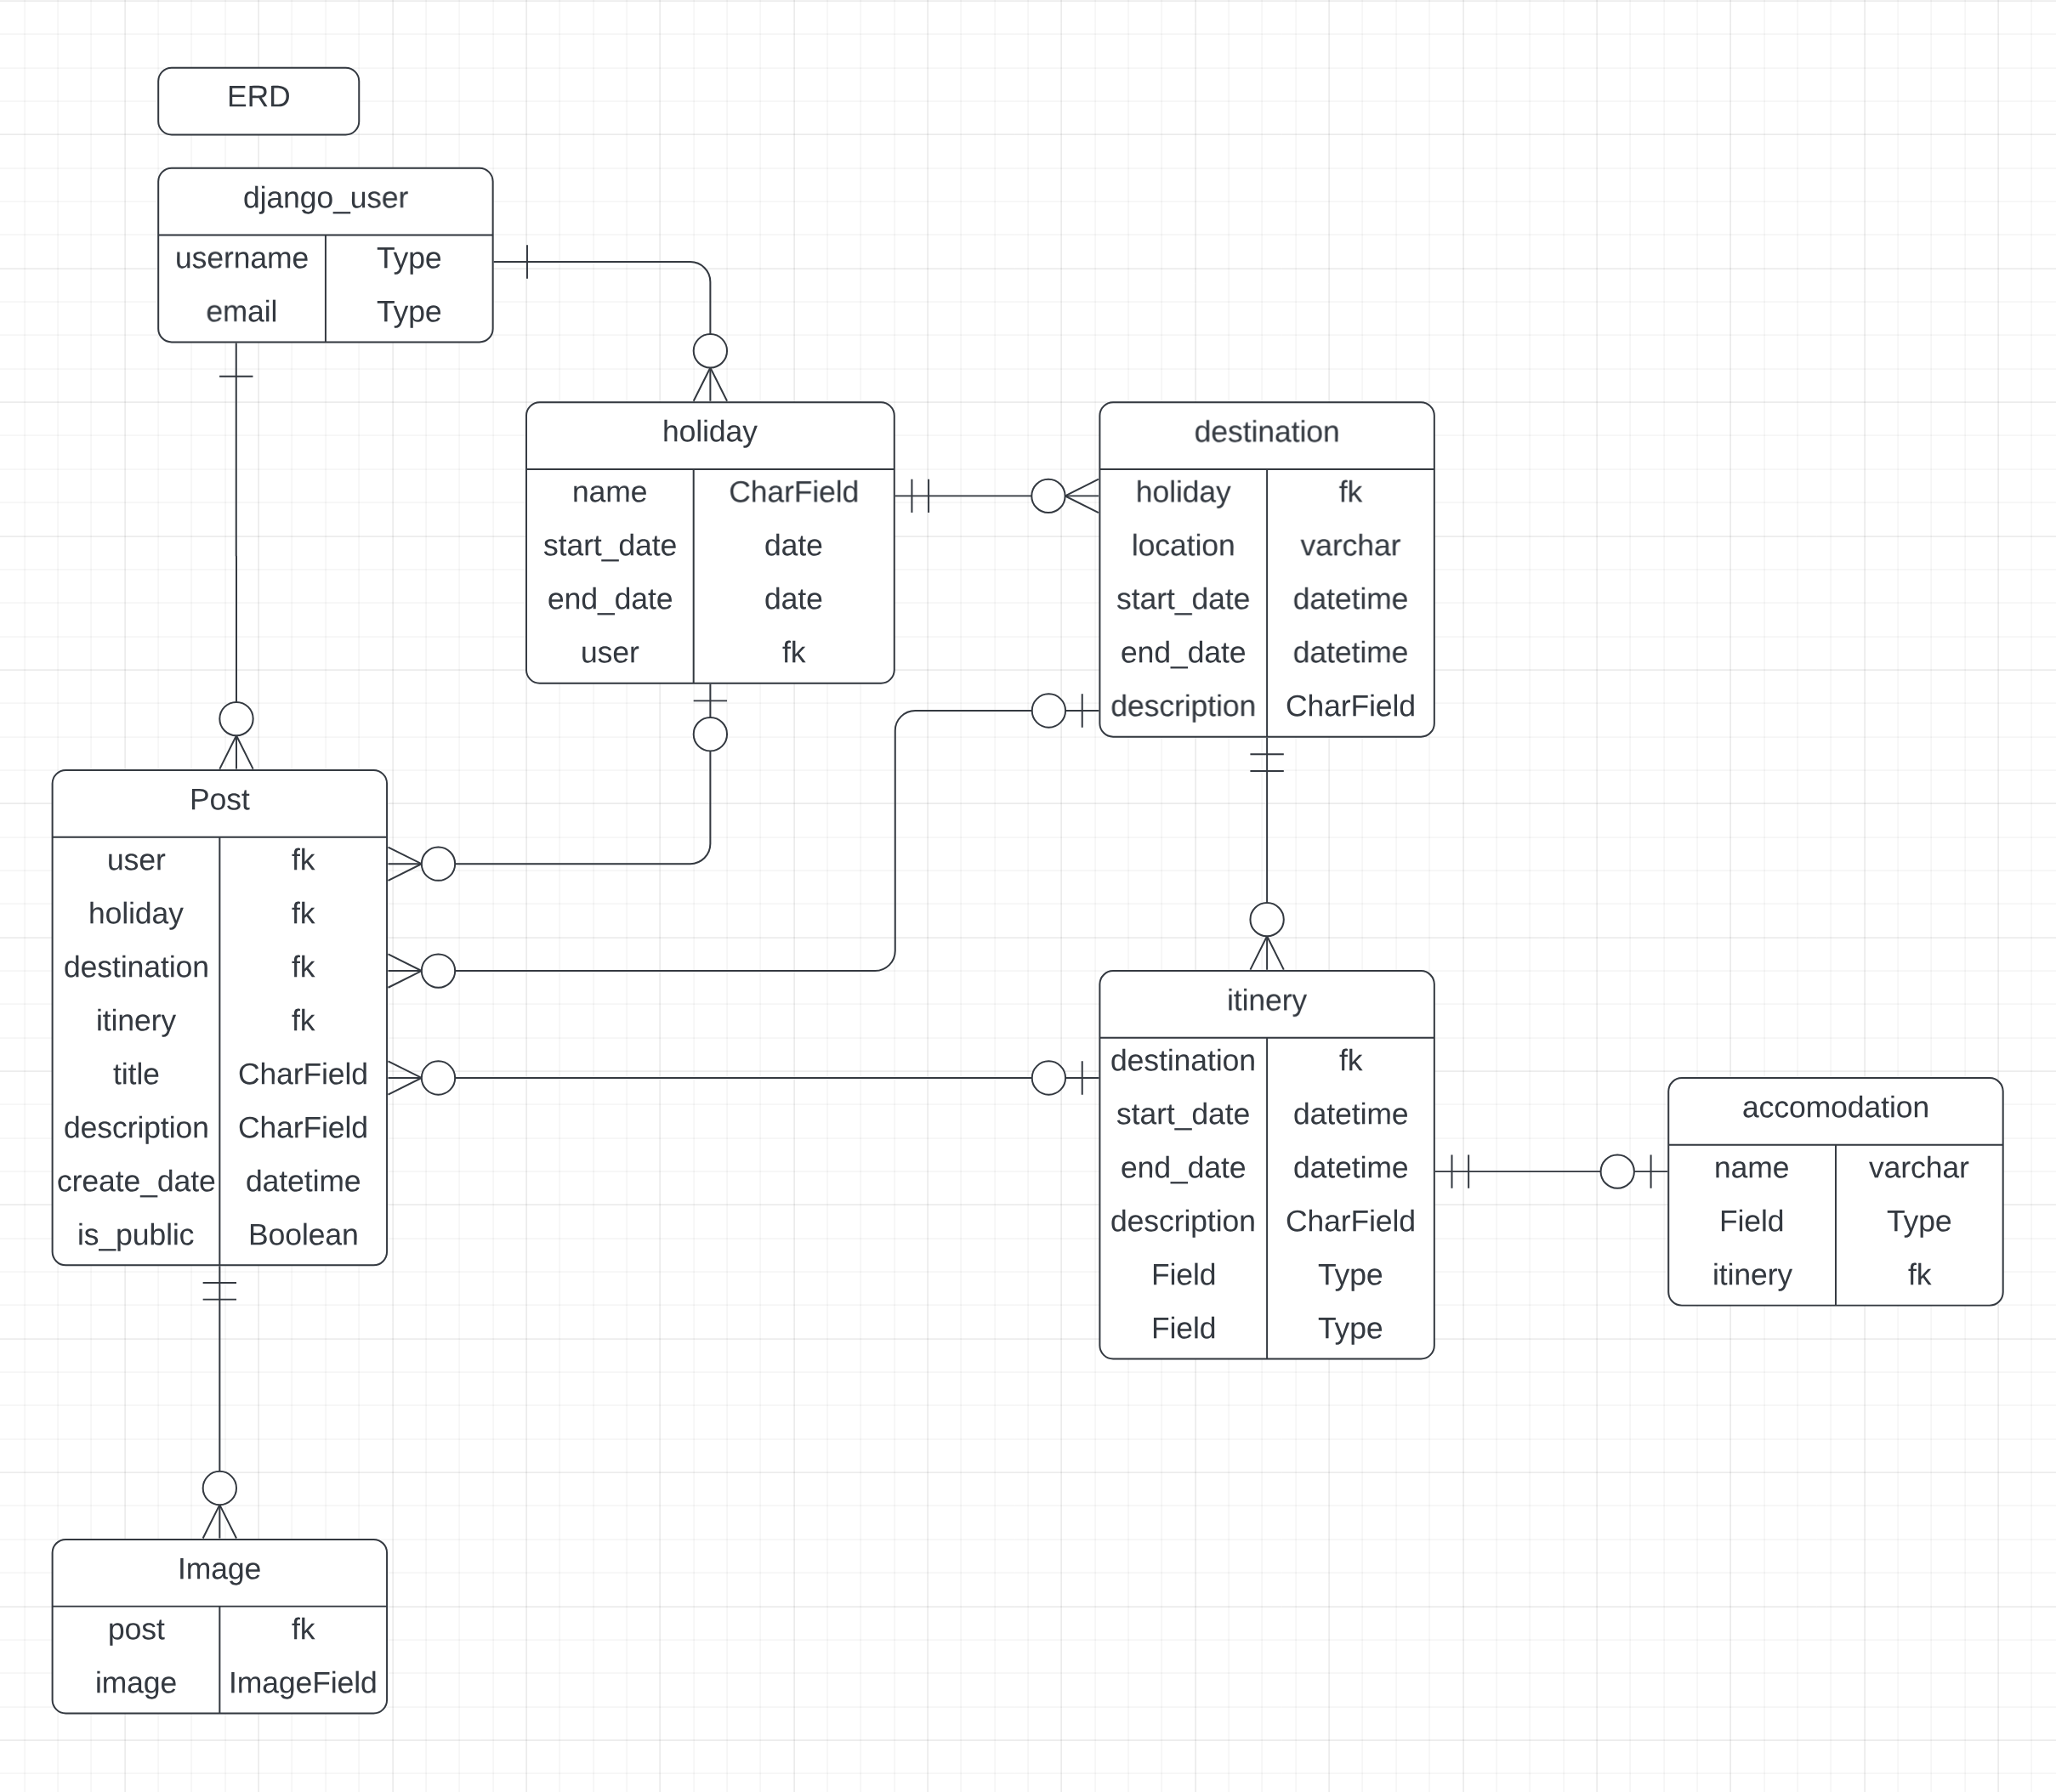 ERD
django_user
username Type
email Type
holiday
name CharField
start_date date
end_date date
user fk
destination
holiday fk
location varchar
start_date datetime
end_date datetime
description CharField
Post
user fk
holiday fk
destination fk
itinery fk
title CharField
description CharField
create_date datetime
is_public Boolean
itinery
destination fk
start_date datetime
end_date datetime
description CharField
Field Type
Field Type
accomodation
name varchar
Field Type
itinery fk
Image
post fk
image ImageField